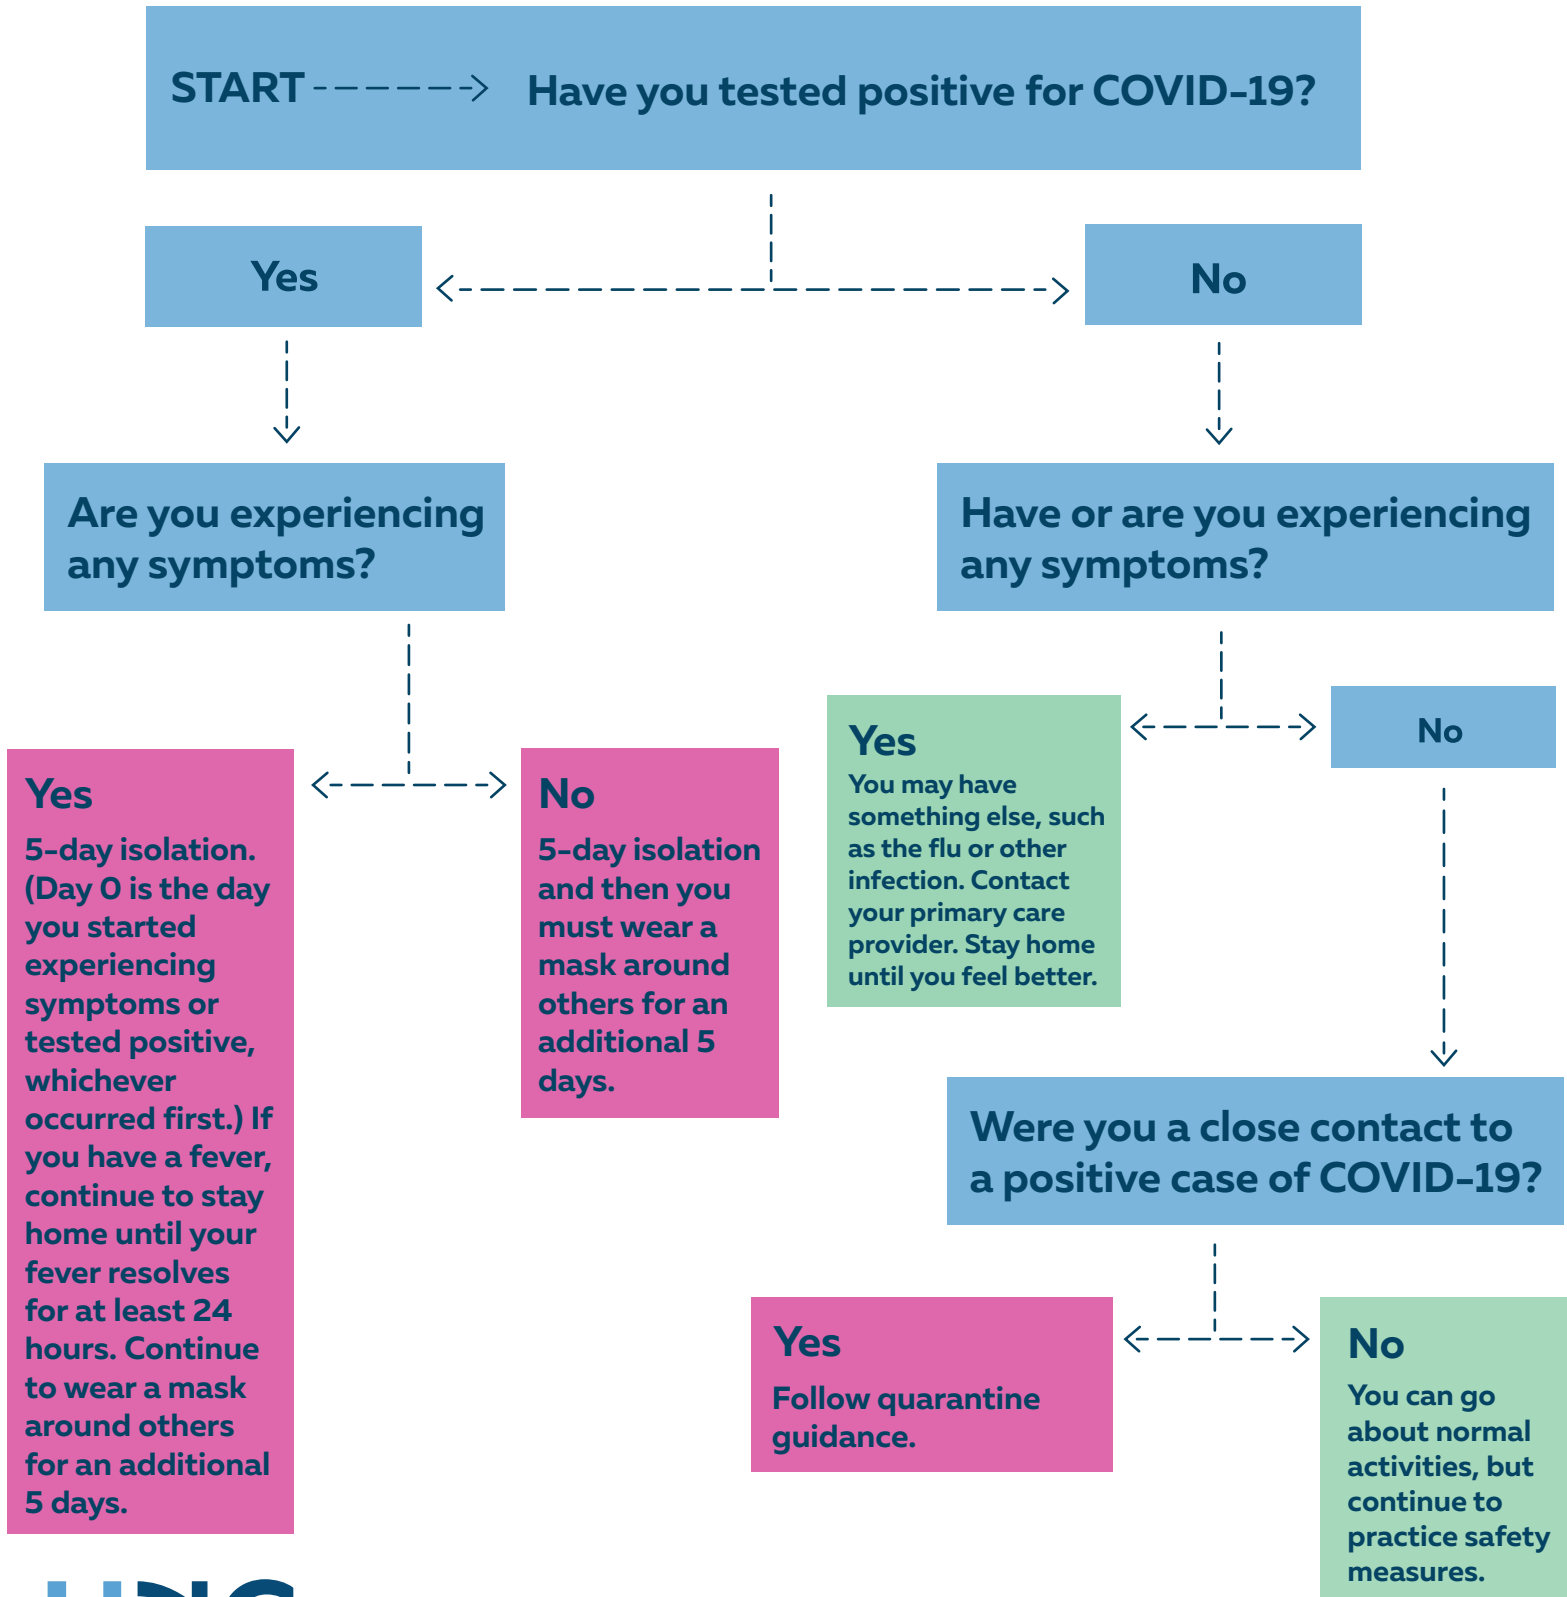 START
Have you tested positive for COVID-19?
Yes
No
Are you experiencing
any symptoms?
Have or are you experiencing
any symptoms?
Yes
5-day isolation.
(Day 0 is the day
you started
experiencing
symptoms or
tested positive,
whichever
occurred first.) If
you have a fever,
continue to stay
home until your
fever resolves
for at least 24
hours. Continue
to wear a mask
around others
for an additional
5 days.
No
5-day isolation
and then you
must wear a
mask around
others for an
additional 5
days.
Yes
You may have
something else, such
as the flu or other
infection. Contact
your primary care
provider. Stay home
until you feel better.
No
Were you a close contact to
a positive case of COVID-19?
Yes
Follow quarantine
guidance.
No
You can go
about normal
activities, but
continue to
practice safety
measures.